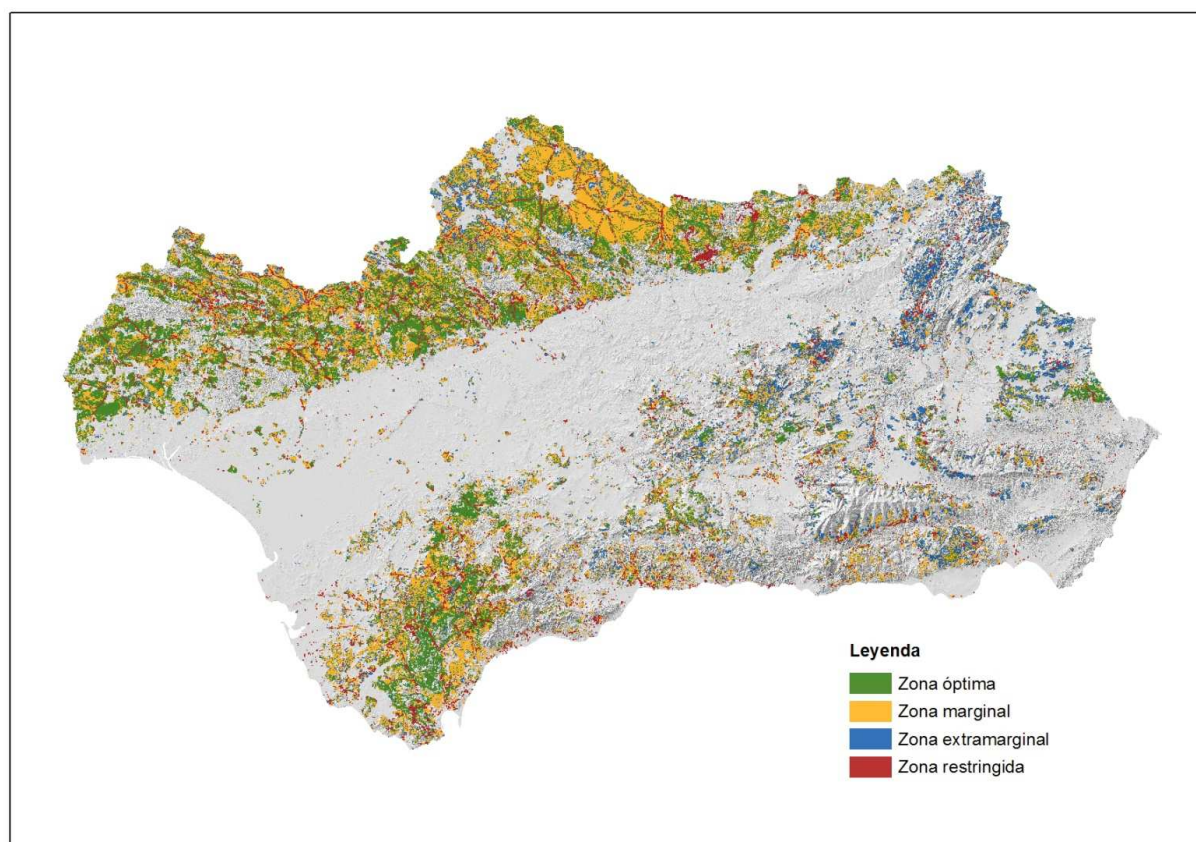 Leyenda
Zona óptima
Zona marginal
Zona extramarginal
Zona restringida